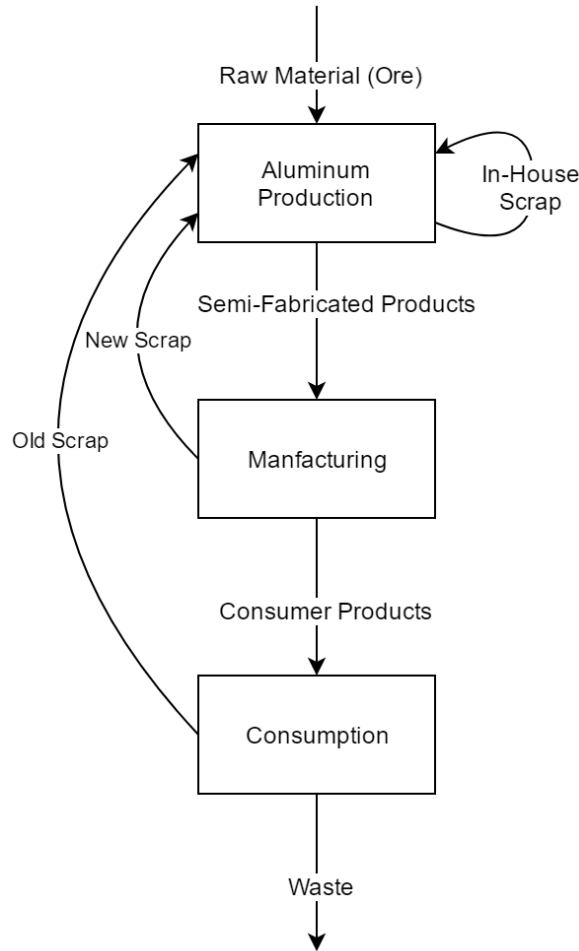 Raw Material (Ore)
Aluminum
Production
In-House
Scrap
Semi-Fabricated Products
New Scrap
Old Scrap
Manfacturing
Consumer Products
Consumption
Waste